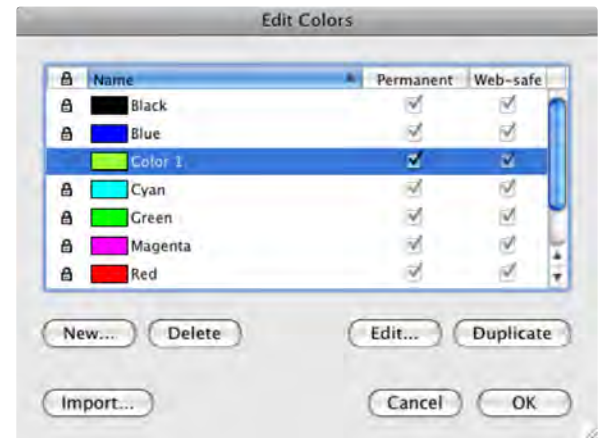 Edit Colors
Name Permanent Web-safe
Black
Blue
Color 1
Cyan
Green
Magenta
Red
New... Delete Edit... Duplicate
Import... Cancel OK